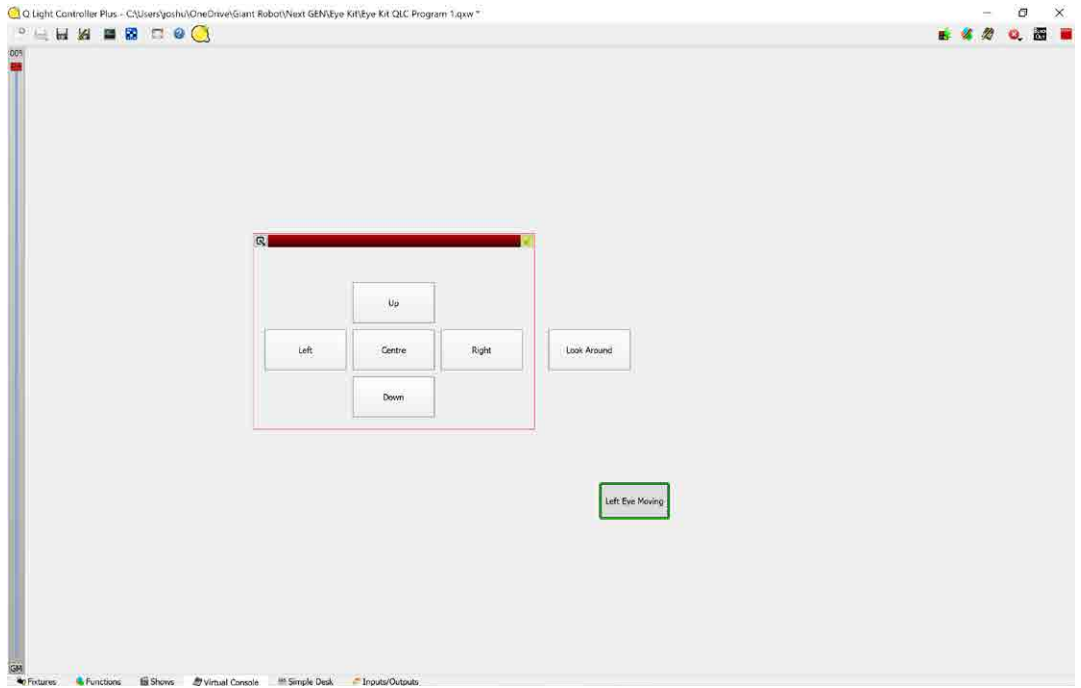 Q Light Controller Plus - C:\Users\joshu\OneDrive\Giant Robot\Next GEN\Eye Kit\Eye Kit QLC Program 1.qxw *
Up
Left Centre Right Look Around
Down
Left Eye Moving
GM
Fixtures Functions Shows Virtual Console Simple Desk Inputs/Outputs